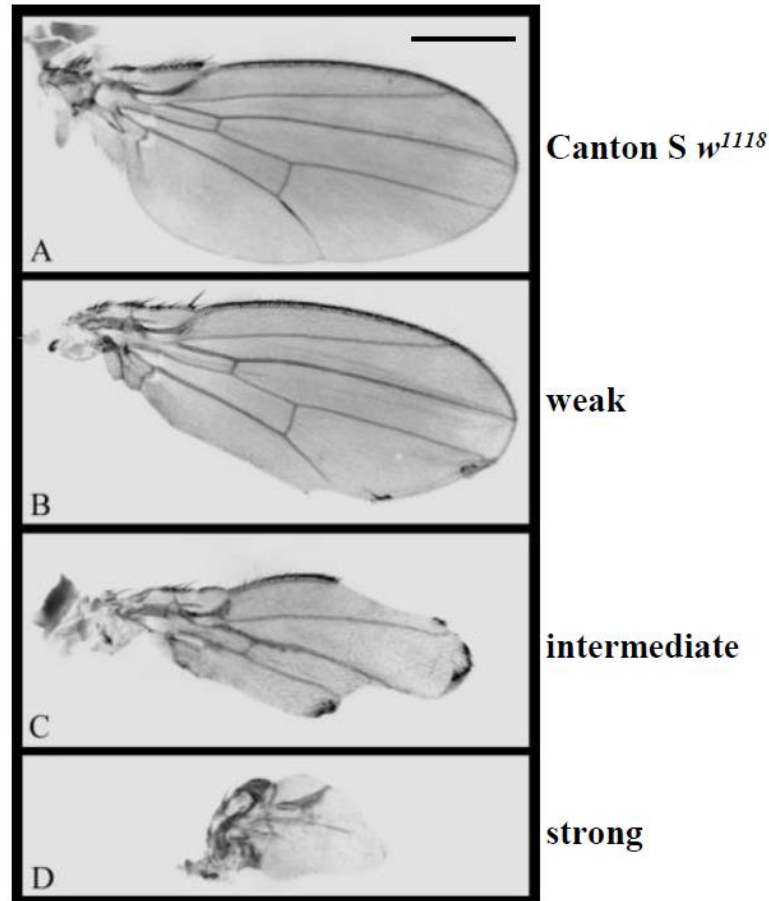 A
Canton S w1118
B
weak
C
intermediate
D
strong